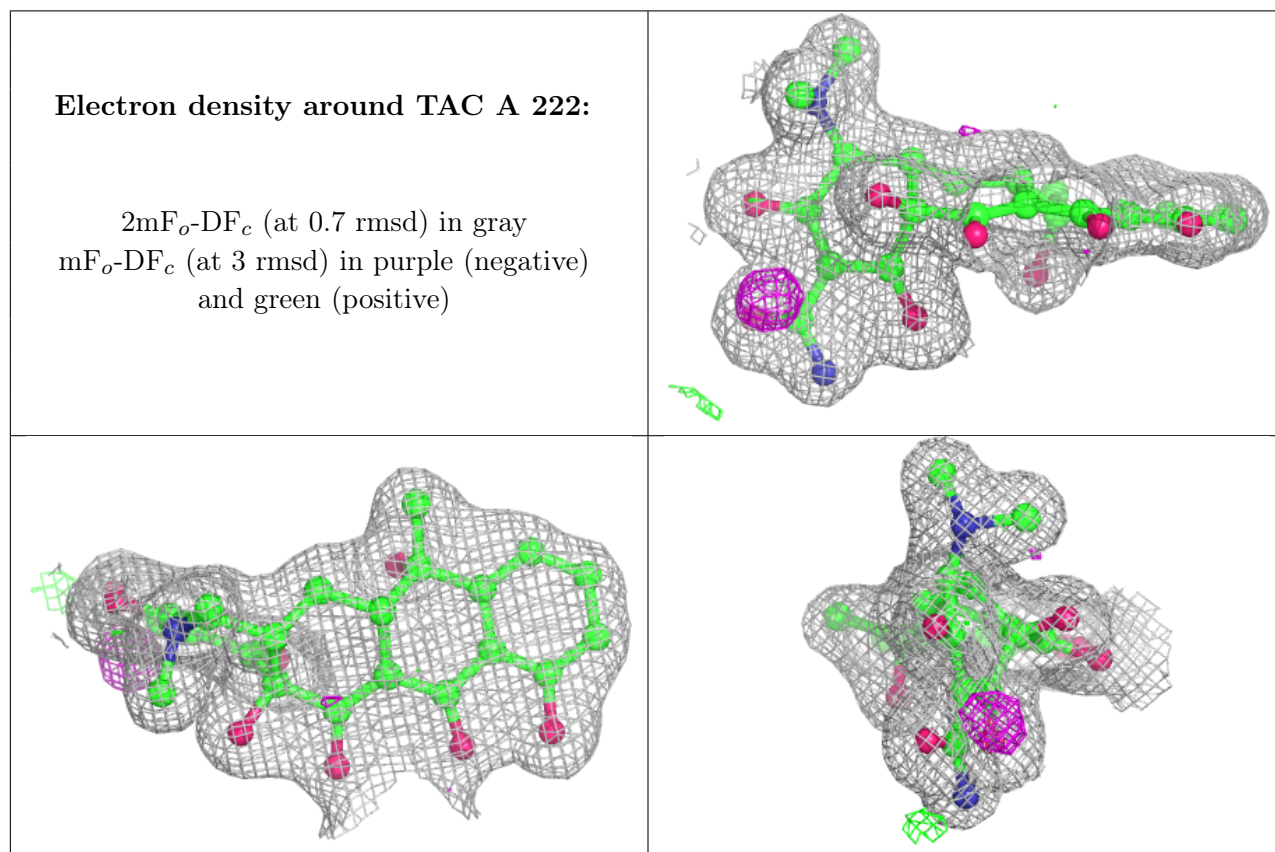 Electron density around TAC A 222:
2mFo-DFc (at 0.7 rmsd) in gray
mFo-DFc (at 3 rmsd) in purple (negative)
and green (positive)